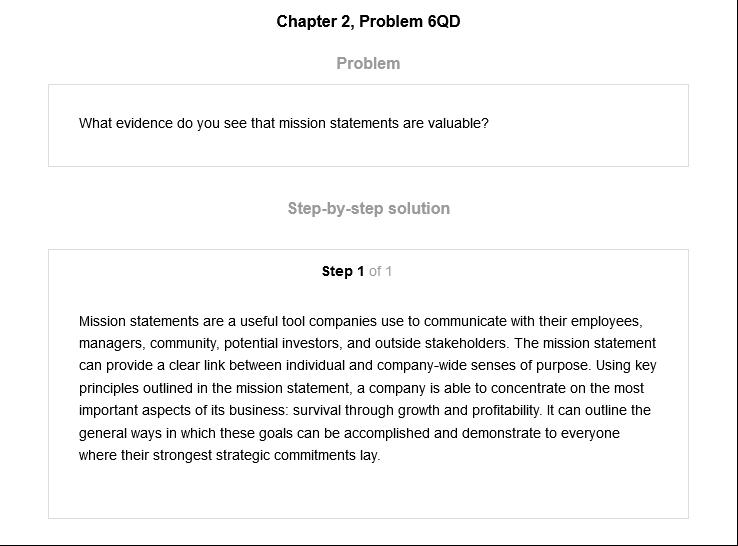 Chapter 2, Problem 6QD
Problem
What evidence do you see that mission statements are valuable?
Step-by-step solution
Step 1 of 1
Mission statements are a useful tool companies use to communicate with their employees,
managers, community, potential investors, and outside stakeholders. The mission statement
can provide a clear link between individual and company-wide senses of purpose. Using key
principles outlined in the mission statement, a company is able to concentrate on the most
important aspects of its business: survival through growth and profitability. It can outline the
general ways in which these goals can be accomplished and demonstrate to everyone
where their strongest strategic commitments lay.